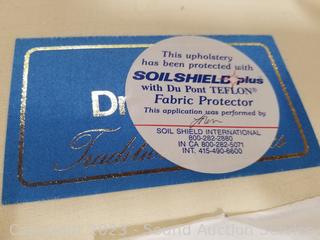 This upholstery
has been protected with
SOILSHIELD plus
with Du Pont TEFLON®
Fabric Protector
This application was performed by
SOIL SHIELD INTERNATIONAL
800-282-2880
IN CA 800-282-5071
INT. 415-490-6600
Dr
Copyright 2023 - Sound Auction Service